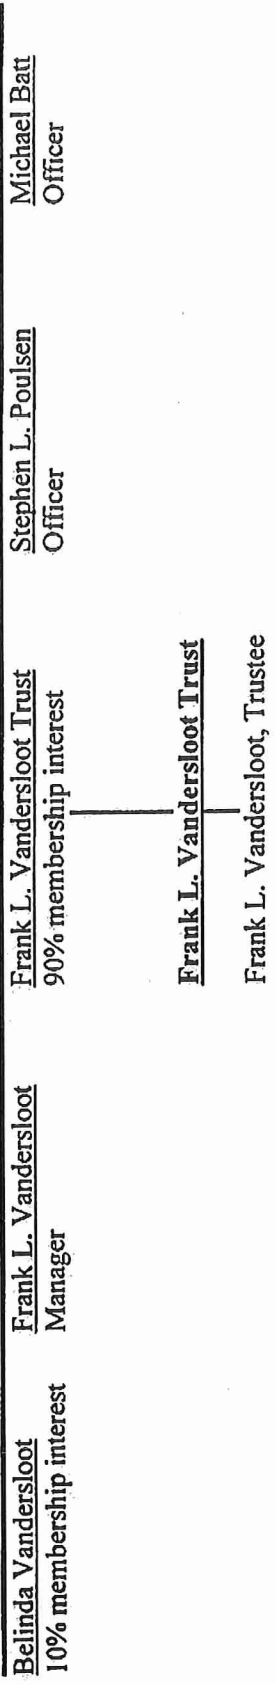 Belinda Vandersloot
10% membership interest
Frank L. Vandersloot
Manager
Frank L. Vandersloot Trust
90% membership interest
Stephen L. Poulsen
Officer
Michael Batt
Officer
Frank L. Vandersloot Trust
Frank L. Vandersloot, Trustee